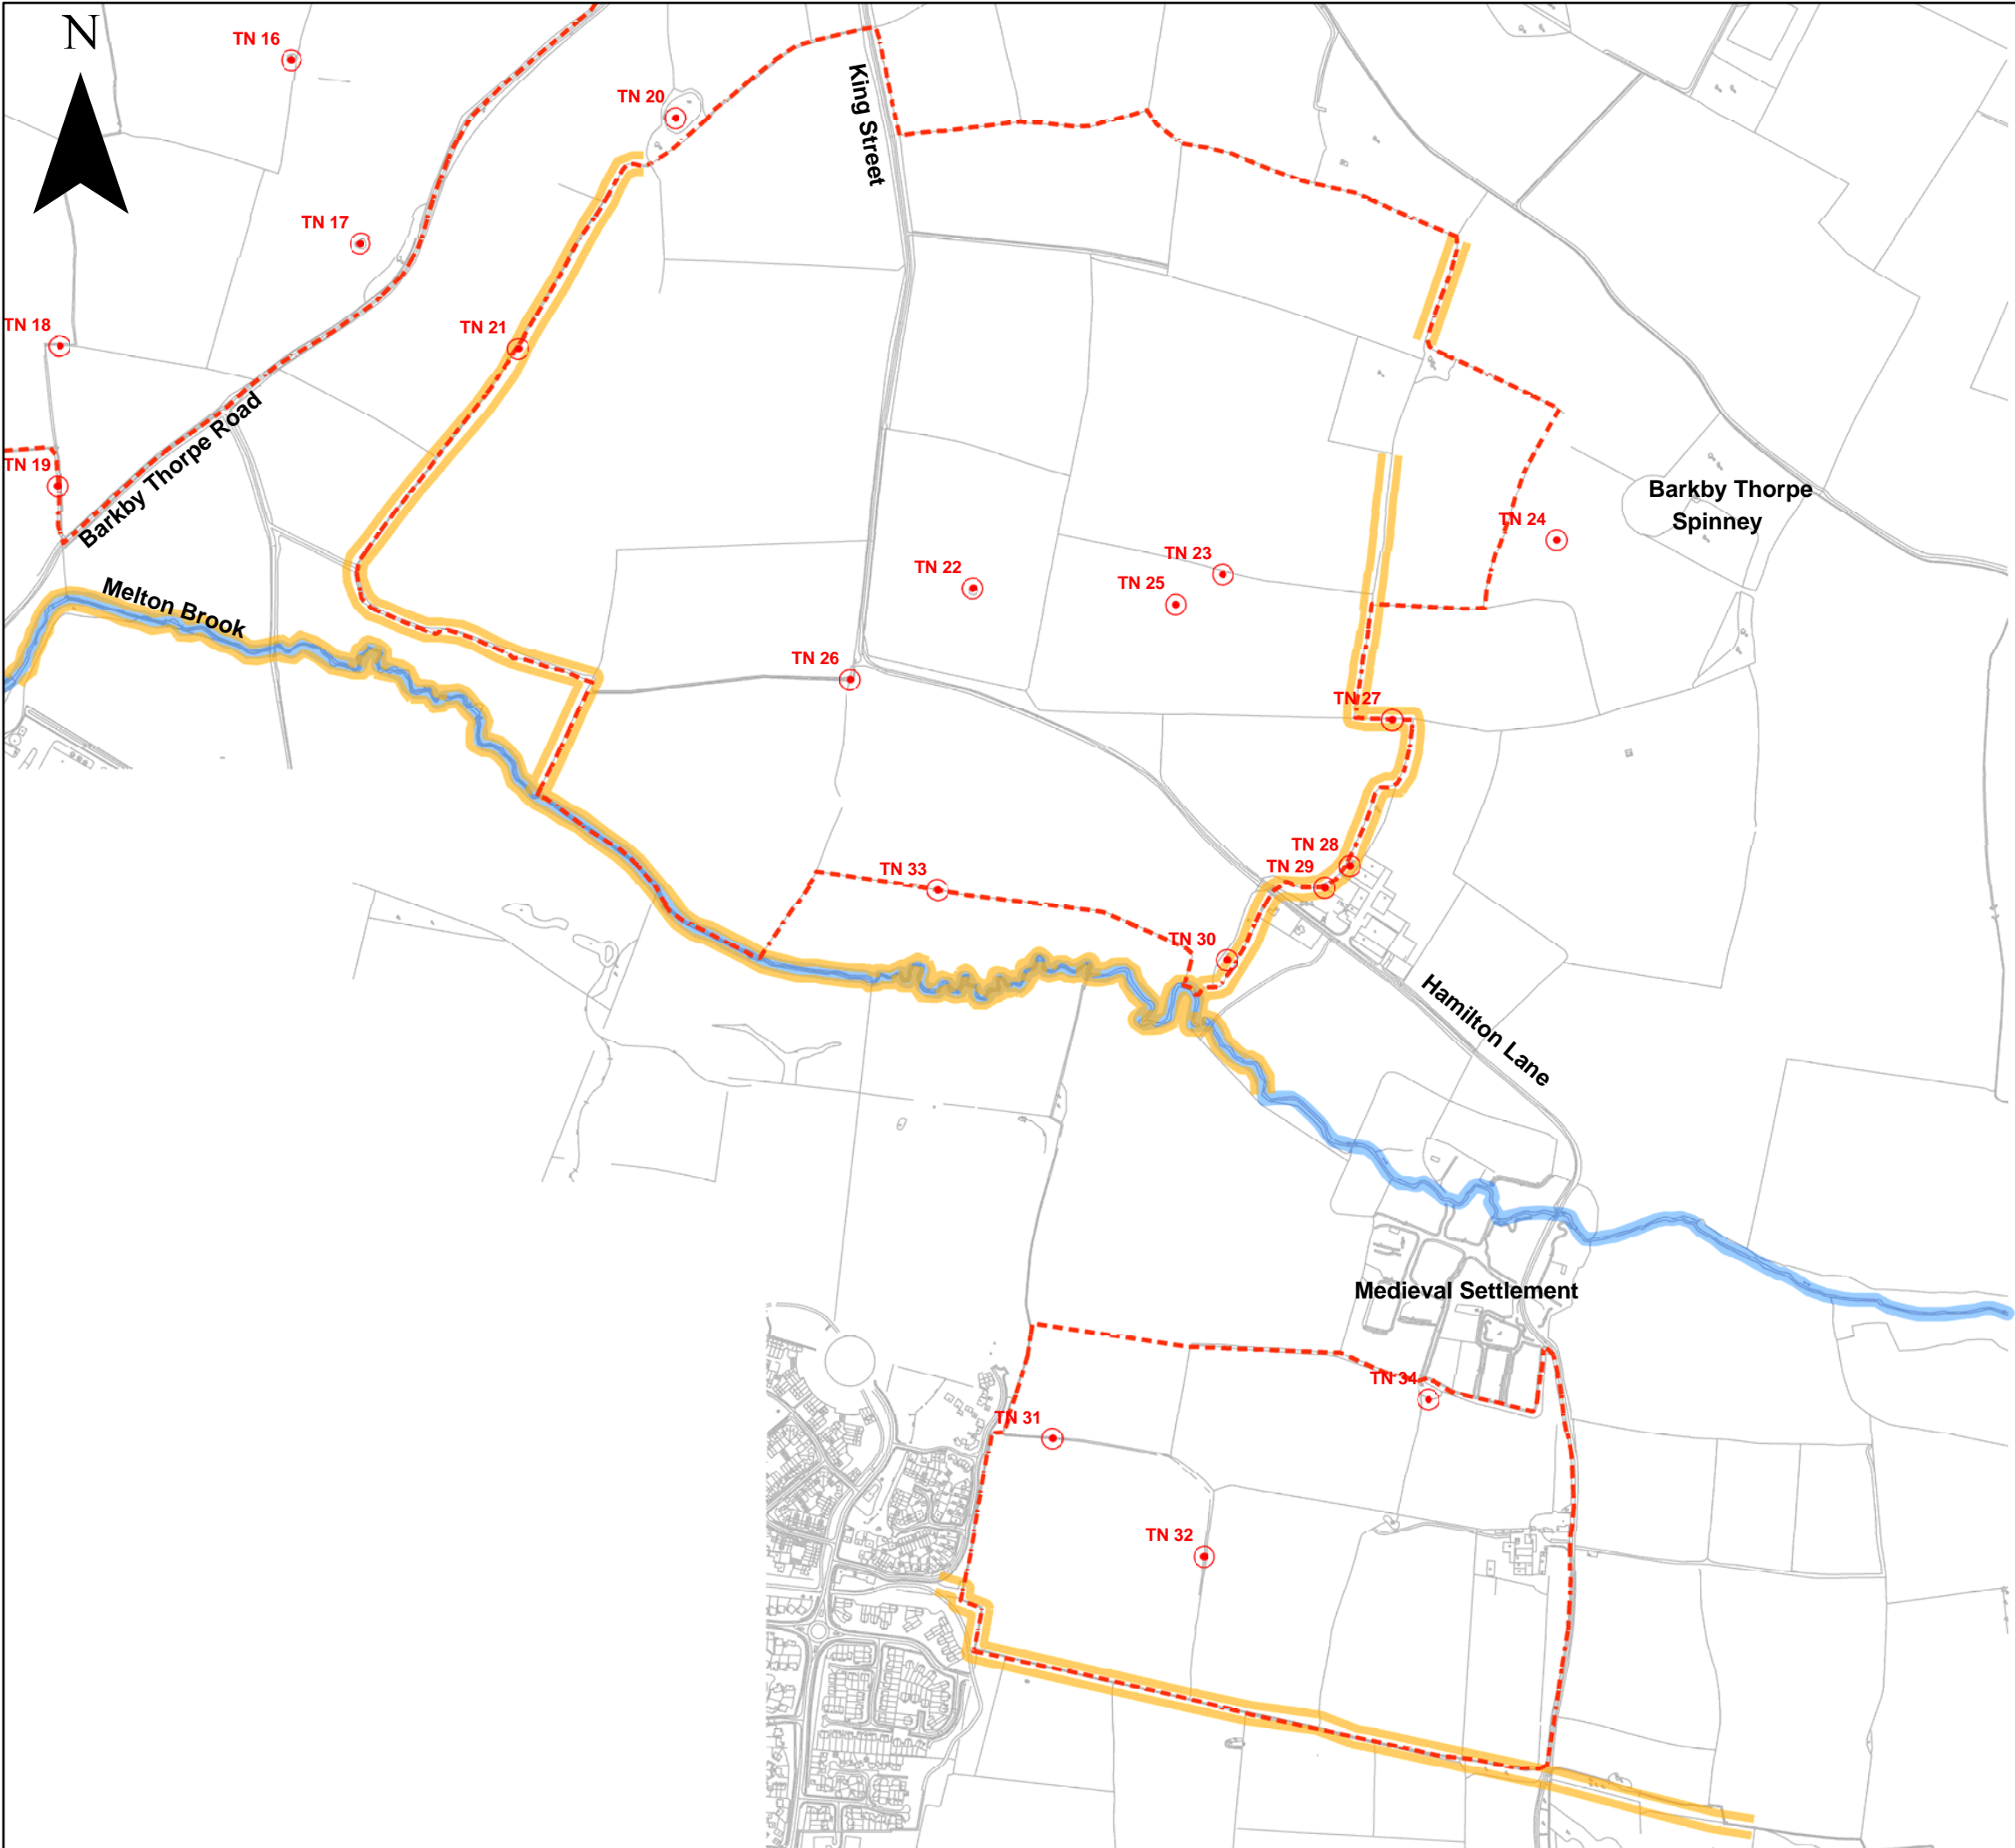 N
TN 16
TN 20
King Street
TN 17
TN 18
TN 21
Barkby Thorpe Road
TN 19
Barkby Thorpe
Spinney
TN 24
TN 23
TN 22
TN 25
Melton Brook
TN 26
TN 27
TN 28
TN 29
TN 33
TN 30
Hamilton Lane
Medieval Settlement
TN 34
TN 31
TN 32